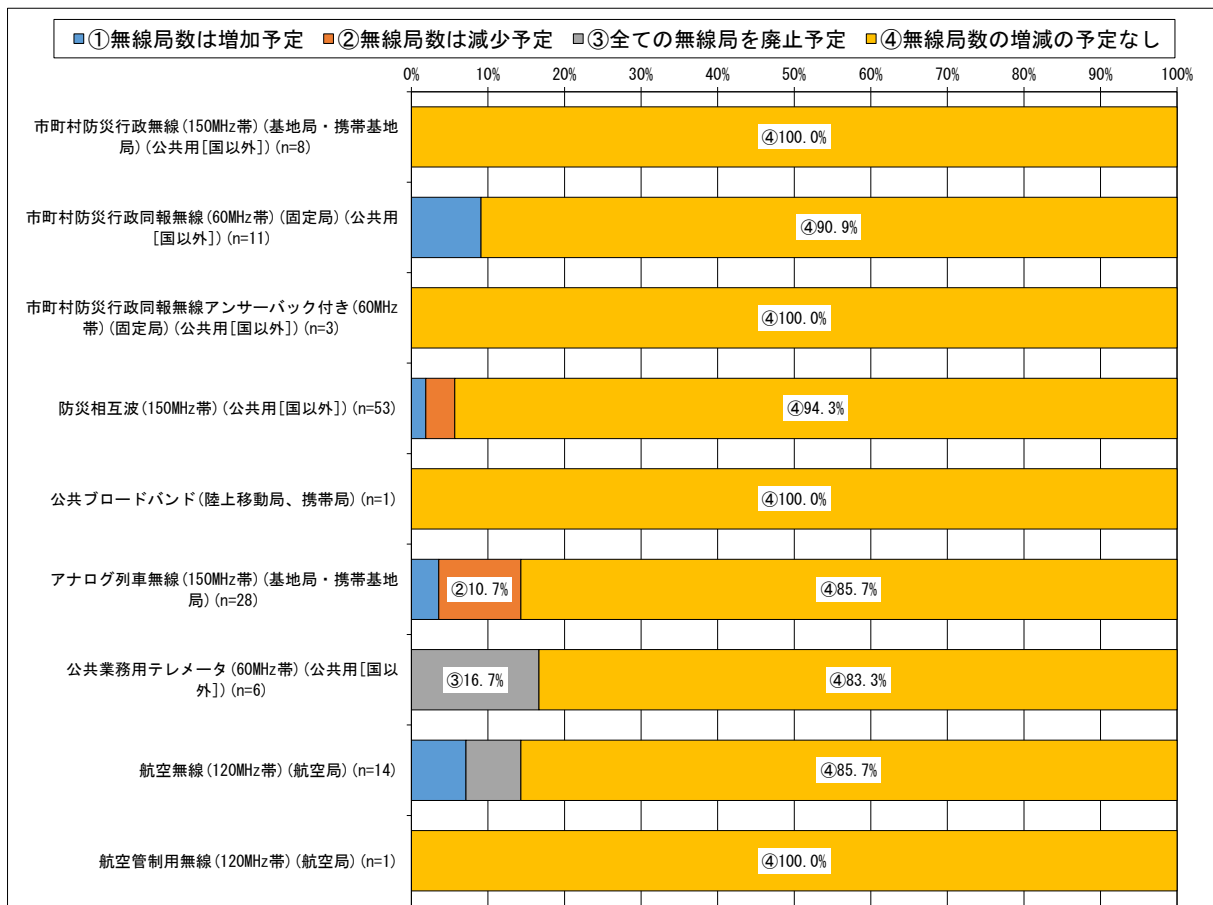 ①無線局数は増加予定 ②無線局数は減少予定 ③全ての無線局を廃止予定 ④無線局数の増減の予定なし
0% 10% 20% 30% 40% 50% 60% 70% 80% 90% 100%
市町村防災行政無線(150MHz帯)(基地局・携帯基地
局)(公共用[国以外])(n=8)
④100.0%
市町村防災行政同報無線(60MHz帯)(固定局)(公共用
[国以外])(n=11)
④90.9%
市町村防災行政同報無線アンサーバック付き(60MHz
帯)(固定局)(公共用[国以外])(n=3)
④100.0%
防災相互波(150MHz帯)(公共用[国以外])(n=53)
④94.3%
公共ブロードバンド(陸上移動局、携帯局)(n=1)
④100.0%
アナログ列車無線(150MHz帯)(基地局・携帯基地
局)(n=28)
②10.7% ④85.7%
公共業務用テレメータ(60MHz帯)(公共用[国以
外])(n=6)
③16.7% ④83.3%
航空無線(120MHz帯)(航空局)(n=14)
④85.7%
航空管制用無線(120MHz帯)(航空局)(n=1)
④100.0%